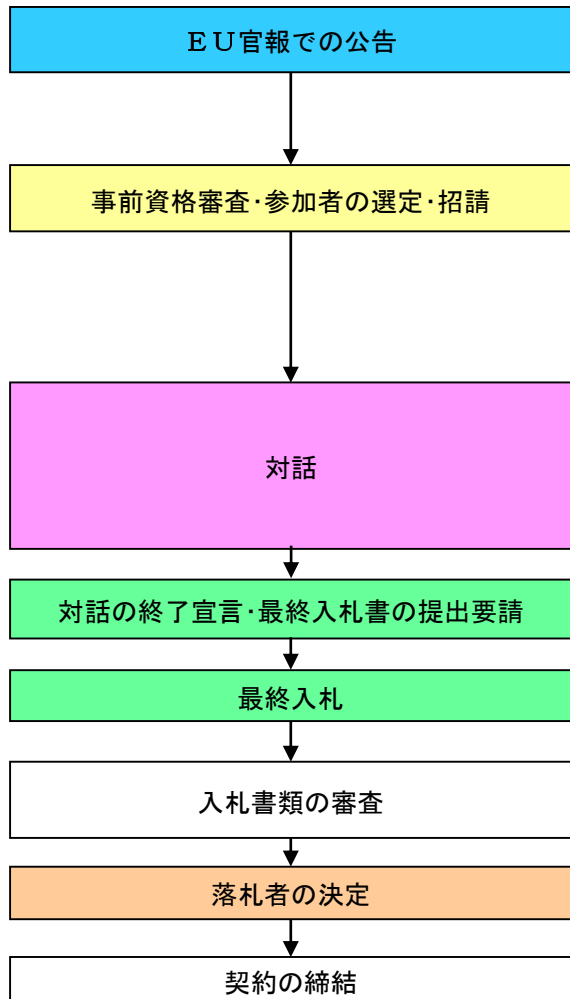 ＥＵ官報での公告
事前資格審査･参加者の選定･招請
対話
対話の終了宣言･最終入札書の提出要請
最終入札
入札書類の審査
落札者の決定
契約の締結